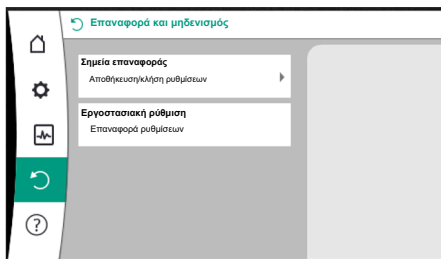 Επαναφορά και μηδενισμός
Σημεία επαναφοράς
Αποθήκευση/κλήση ρυθμίσεων
Εργοστασιακή ρύθμιση
Επαναφορά ρυθμίσεων